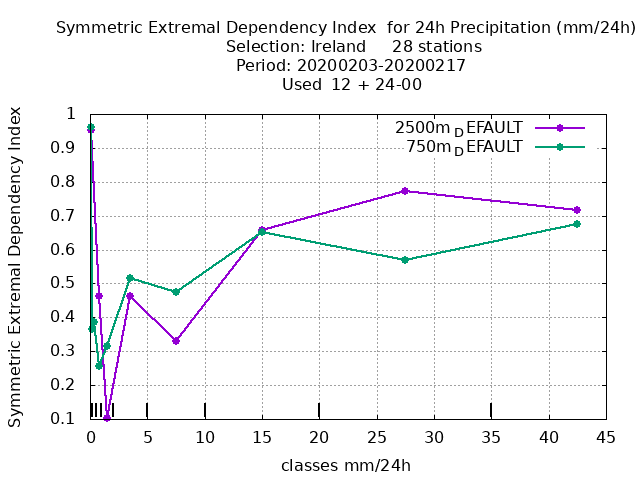 Symmetric Extremal Dependency Index  for 24h Precipitation (mm/24h)
Selection: Ireland     28 stations
Period: 20200203-20200217
Used  12 + 24-00
Symmetric Extremal Dependency Index
1
0.9
0.8
0.7
0.6
0.5
0.4
0.3
0.2
0.1
2500m_DEFAULT
750m_DEFAULT
0 5 10 15 20 25 30 35 40 45
classes mm/24h